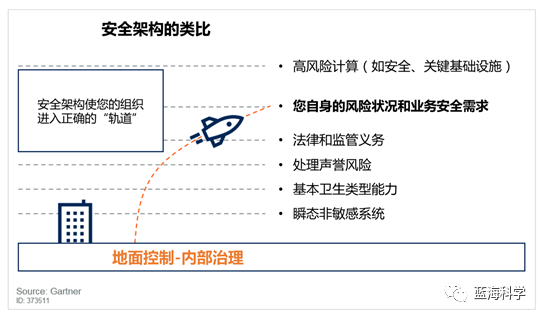 安全架构的类比
安全架构使您的组织
进入正确的“轨道”
高风险计算（如安全、关键基础设施）
您自身的风险状况和业务安全需求
法律和监管义务
处理声誉风险
基本卫生类型能力
瞬态非敏感系统
地面控制-内部治理
Source: Gartner
ID: 373511
蓝海科学